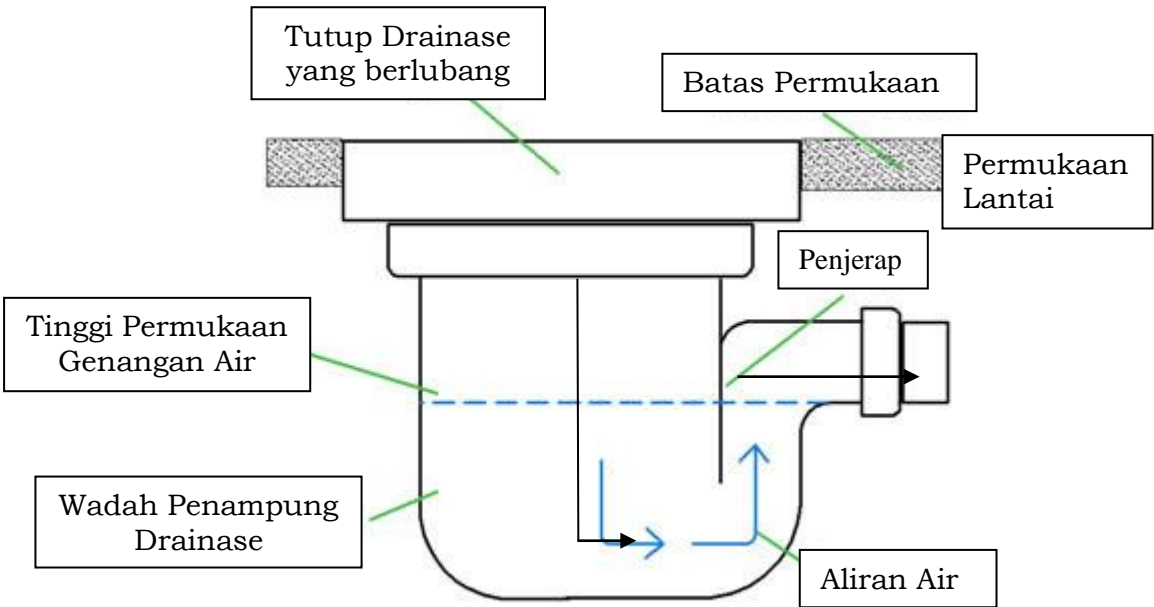 Tutup Drainase
yang berlubang
Batas Permukaan
Permukaan
Lantai
Penjerap
Tinggi Permukaan
Genangan Air
Wadah Penampung
Drainase
Aliran Air